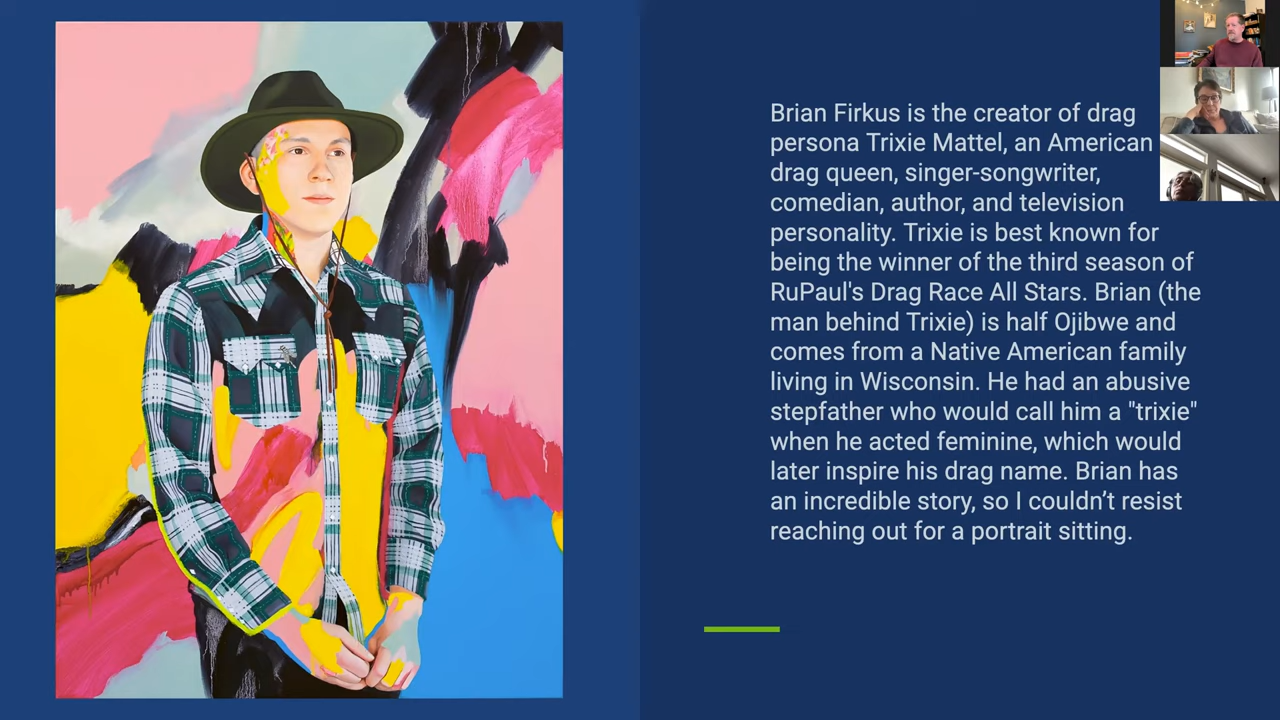 Brian Firkus is the creator of drag
persona Trixie Mattel, an American
drag queen, singer-songwriter,
comedian, author, and television
personality. Trixie is best known for
being the winner of the third season of
RuPaul's Drag Race All Stars. Brian (the
man behind Trixie) is half Ojibwe and
comes from a Native American family
living in Wisconsin. He had an abusive
stepfather who would call him a "trixie"
when he acted feminine, which would
later inspire his drag name. Brian has
an incredible story, so I couldn’t resist
reaching out for a portrait sitting.